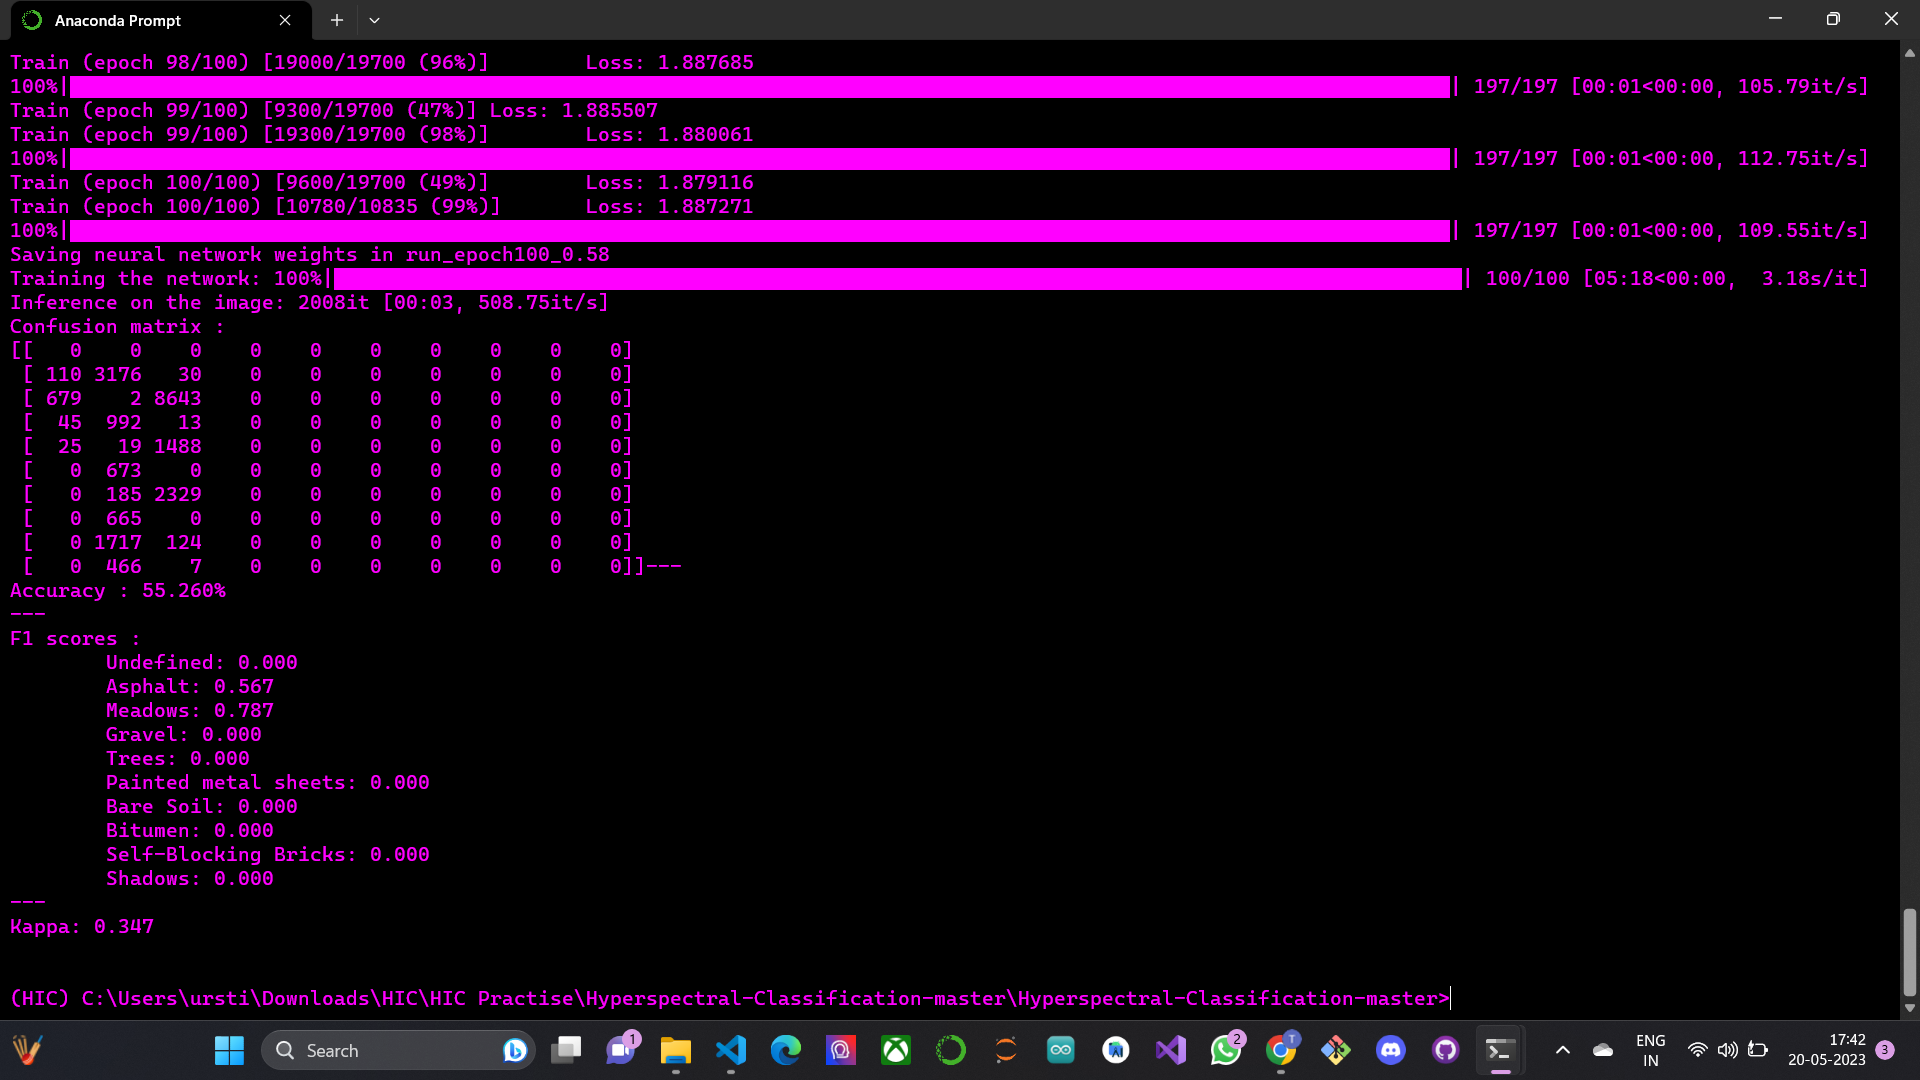 Anaconda Prompt
Train (epoch 98/100) [19000/19700 (96%)]        Loss: 1.887685
100%| | 197/197 [00:01<00:00, 105.79it/s]
Train (epoch 99/100) [9300/19700 (47%)] Loss: 1.885507
Train (epoch 99/100) [19300/19700 (98%)]        Loss: 1.880061
100%| | 197/197 [00:01<00:00, 112.75it/s]
Train (epoch 100/100) [9600/19700 (49%)]        Loss: 1.879116
Train (epoch 100/100) [10780/10835 (99%)]       Loss: 1.887271
100%| | 197/197 [00:01<00:00, 109.55it/s]
Saving neural network weights in run_epoch100_0.58
Training the network: 100%| | 100/100 [05:18<00:00,  3.18s/it]
Inference on the image: 2008it [00:03, 508.75it/s]
Confusion matrix :
[[   0    0    0    0    0    0    0    0    0    0]
 [ 110 3176   30    0    0    0    0    0    0    0]
 [ 679    2 8643    0    0    0    0    0    0    0]
 [  45  992   13    0    0    0    0    0    0    0]
 [  25   19 1488    0    0    0    0    0    0    0]
 [   0  673    0    0    0    0    0    0    0    0]
 [   0  185 2329    0    0    0    0    0    0    0]
 [   0  665    0    0    0    0    0    0    0    0]
 [   0 1717  124    0    0    0    0    0    0    0]
 [   0  466    7    0    0    0    0    0    0    0]]---
Accuracy : 55.260%
---
F1 scores :
        Undefined: 0.000
        Asphalt: 0.567
        Meadows: 0.787
        Gravel: 0.000
        Trees: 0.000
        Painted metal sheets: 0.000
        Bare Soil: 0.000
        Bitumen: 0.000
        Self-Blocking Bricks: 0.000
        Shadows: 0.000
---
Kappa: 0.347
(HIC) C:\Users\ursti\Downloads\HIC\HIC Practise\Hyperspectral-Classification-master\Hyperspectral-Classification-master>
Search
1
2
T
ENG
IN
17:42
20-05-2023
3